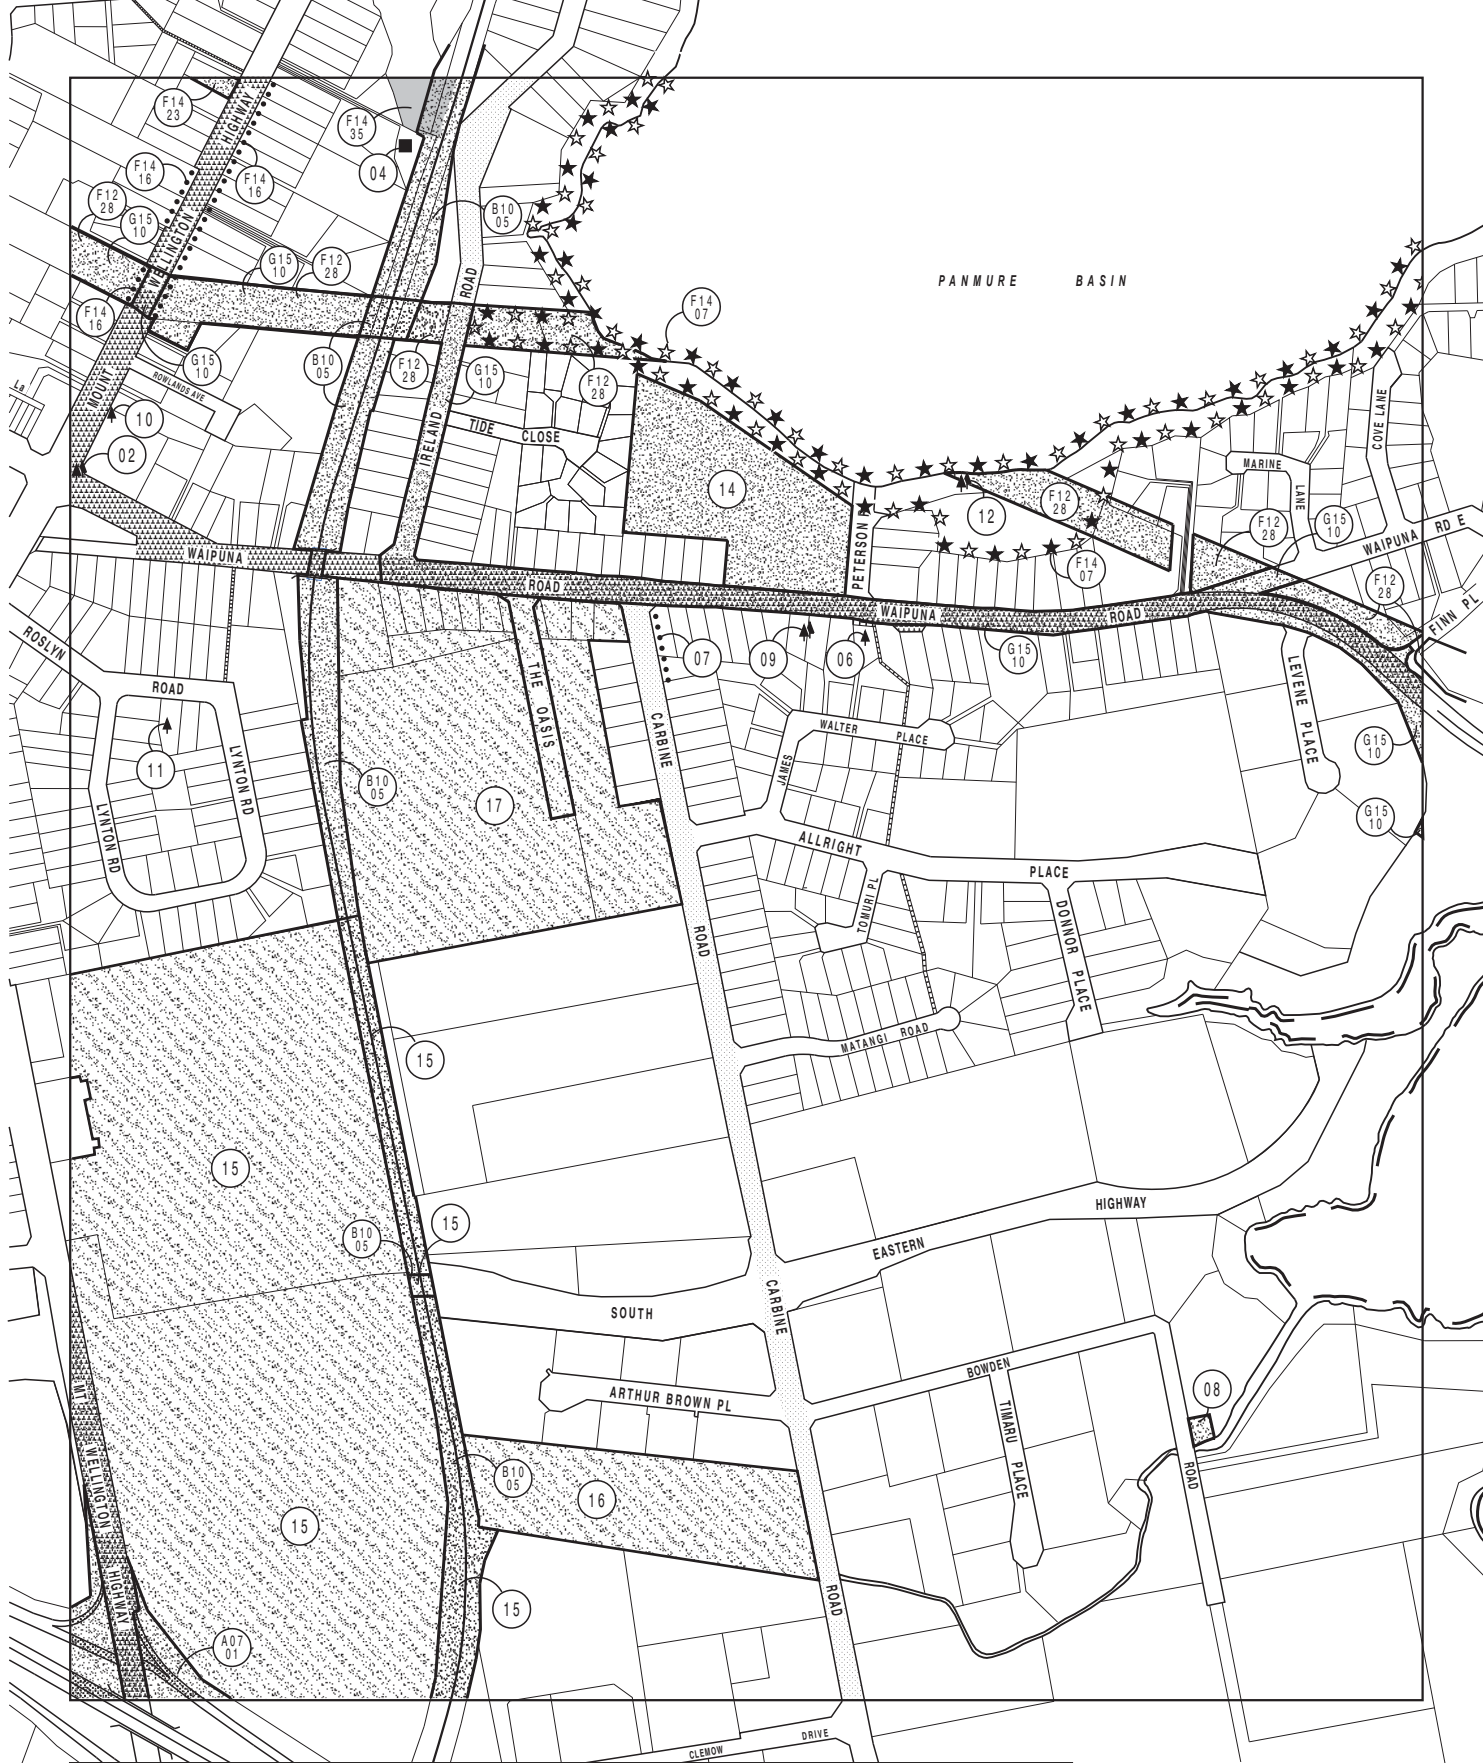 F14
23
HIGHWAY
F14
35
04
F14
16
F14
16
F12
28
G15
10
B10
05
WELLINGTON
ROAD
G15
10
F12
28
PANMURE BASIN
F14
16
F14
07
G15
10
B10
05
F12
28
G15
10
F12
28
La
ROWLANDS AVE
MOUNT
10
IRELAND
TIDE CLOSE
COVE LANE
02
MARINE
LANE
14
12
F12
28
F12
28
G15
10
WAIPUNA RD E
PETERSON
WAIPUNA
ROAD
F14
07
F12
28
WAIPUNA
ROAD
FINN PL
ROSLYN
07
09
06
G15
10
ROAD
THE OASIS
CARBINE
LEVENE PLACE
WALTER PLACE
G15
10
11
LYNTON RD
LYNTON RD
B10
05
17
JAMES
G15
10
ALLRIGHT
PLACE
TOMURI PL
DONNOR PLACE
ROAD
MATANGI ROAD
15
15
HIGHWAY
B10
05
15
EASTERN
CARBINE
SOUTH
BOWDEN
08
MT
ARTHUR BROWN PL
TIMARU PLACE
WELINGTON
B10
05
16
ROAD
15
HIGHWAY
15
ROAD
A07
01
CLEMOW
DRIVE